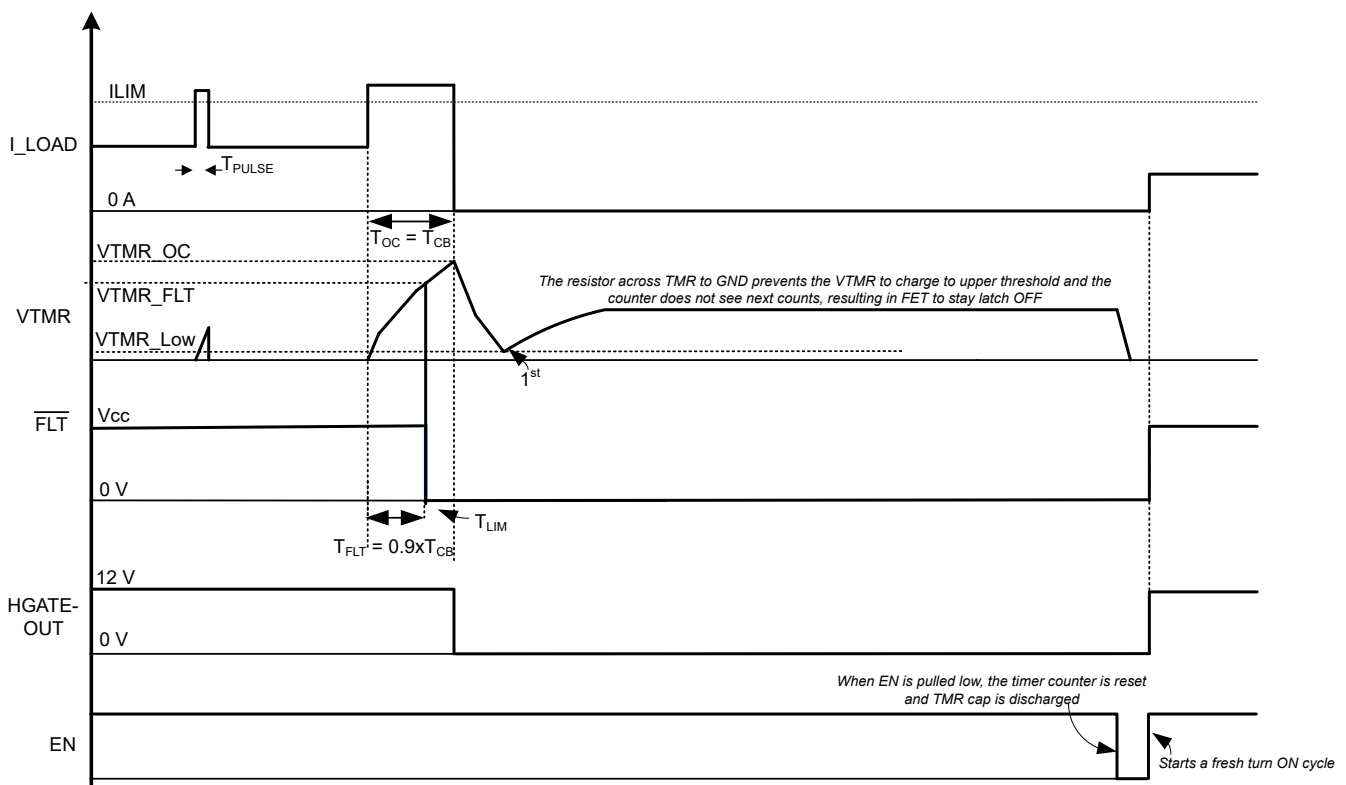 ILIM
I_LOAD
TPULSE
0 A
TOC = TCB
VTMR_OC
The resistor across TMR to GND prevents the VTMR to charge to upper threshold and the
counter does not see next counts, resulting in FET to stay latch OFF
VTMR_FLT
VTMR
VTMR_Low
1st
FLT
Vcc
0 V
TLIM
TFLT = 0.9xTCB
12 V
HGATE-
OUT
0 V
When EN is pulled low, the timer counter is reset
and TMR cap is discharged
EN
Starts a fresh turn ON cycle